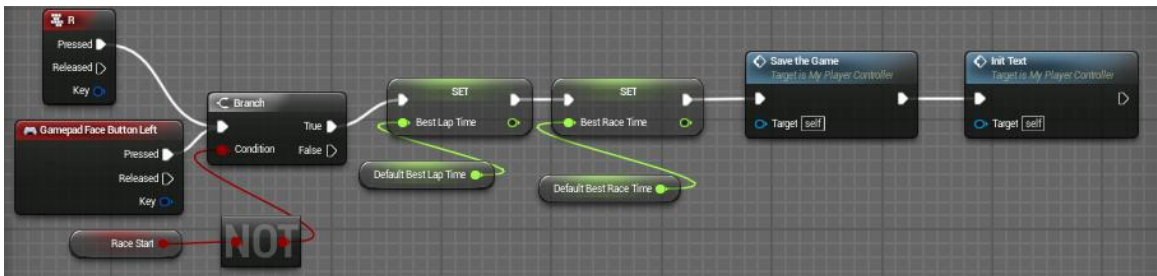 R
Pressed
Released
Key
Gamepad Face Button Left
Pressed
Released
Key
Race Start
NOT
Branch
True
Condition
False
SET
Best Lap Time
Default Best Lap Time
SET
Best Race Time
Default Best Race Time
Save the Game
Target is My Player Controller
Target self
Init Text
Target is My Player Controller
Target self